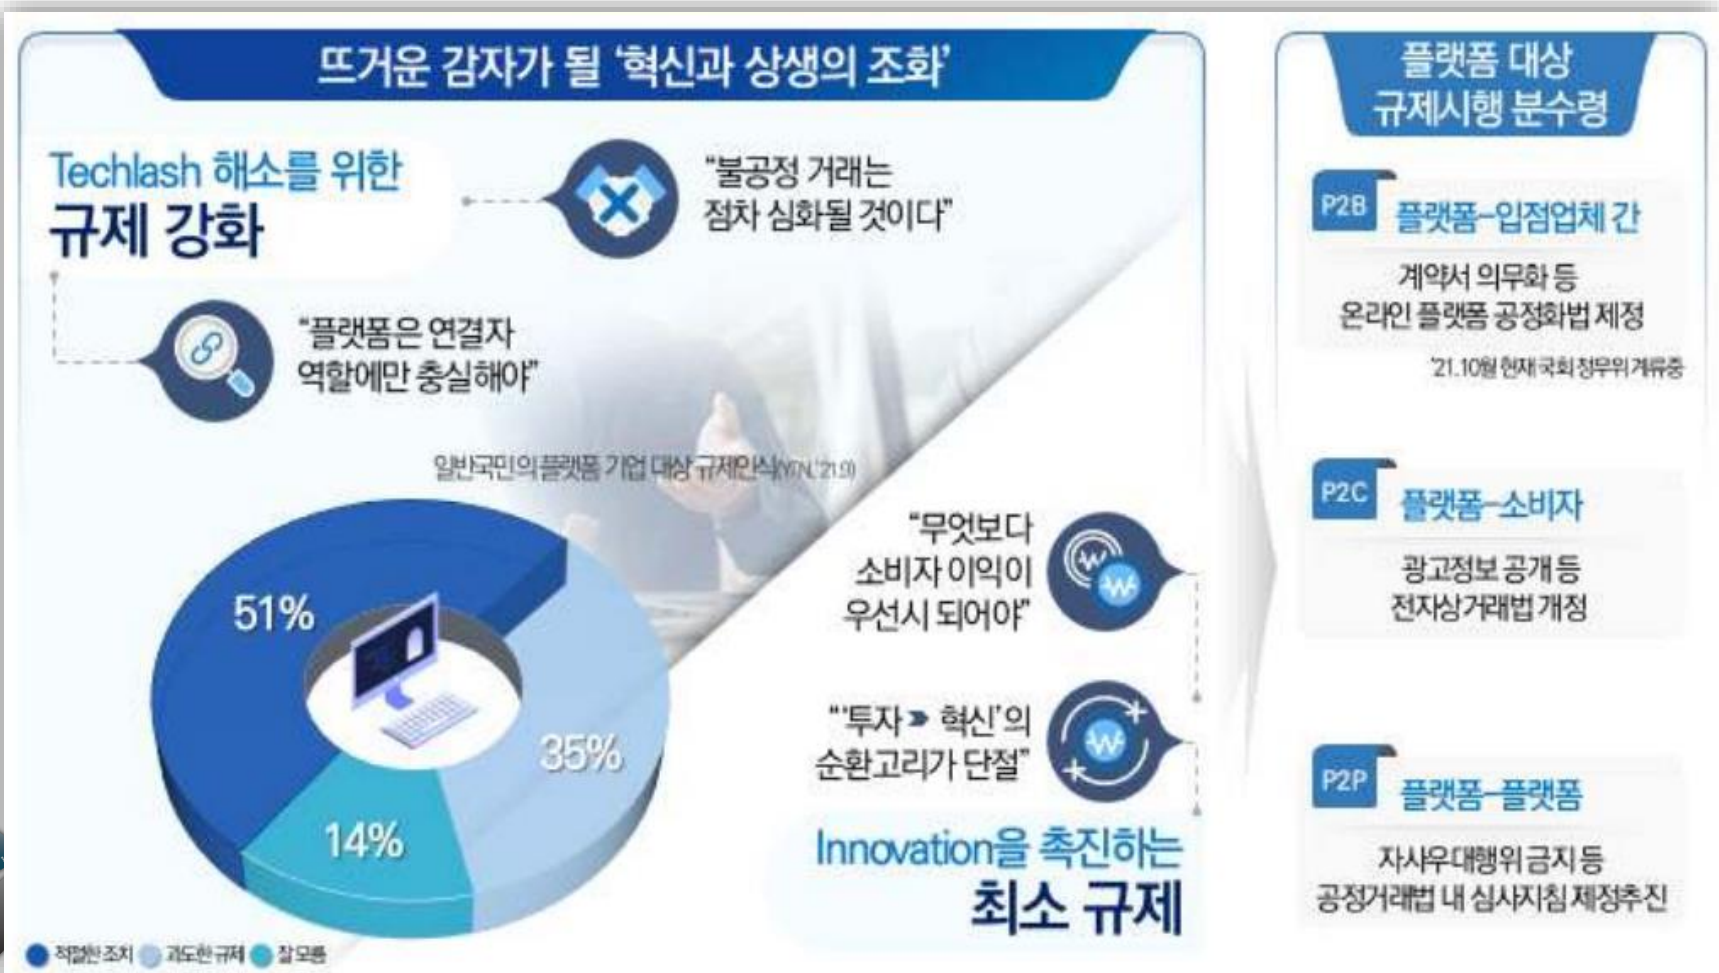 뜨거운 감자가 될 ‘혁신과 상생의 조화’
Techlash 해소를 위한
규제 강화
“불공정 거래는
점차 심화될 것이다”
“플랫폼은 연결자
역할에만 충실해야”
일반국민의 플랫폼 기업 대상 규제인식(YTN, '21.9)
51%
35%
14%
적절한 조치 과도한 규제 잘 모름
“무엇보다
소비자 이익이
우선시 되어야”
“‘투자 ➤ 혁신’의
순환고리가 단절”
Innovation을 촉진하는
최소 규제
플랫폼 대상
규제시행 분수령
P2B 플랫폼-입점업체 간
계약서 의무화 등
온라인 플랫폼 공정화법 제정
'21.10월 현재 국회 정무위 계류중
P2C 플랫폼-소비자
광고정보 공개 등
전자상거래법 개정
P2P 플랫폼-플랫폼
자사우대행위 금지 등
공정거래법 내 심사지침 제정추진